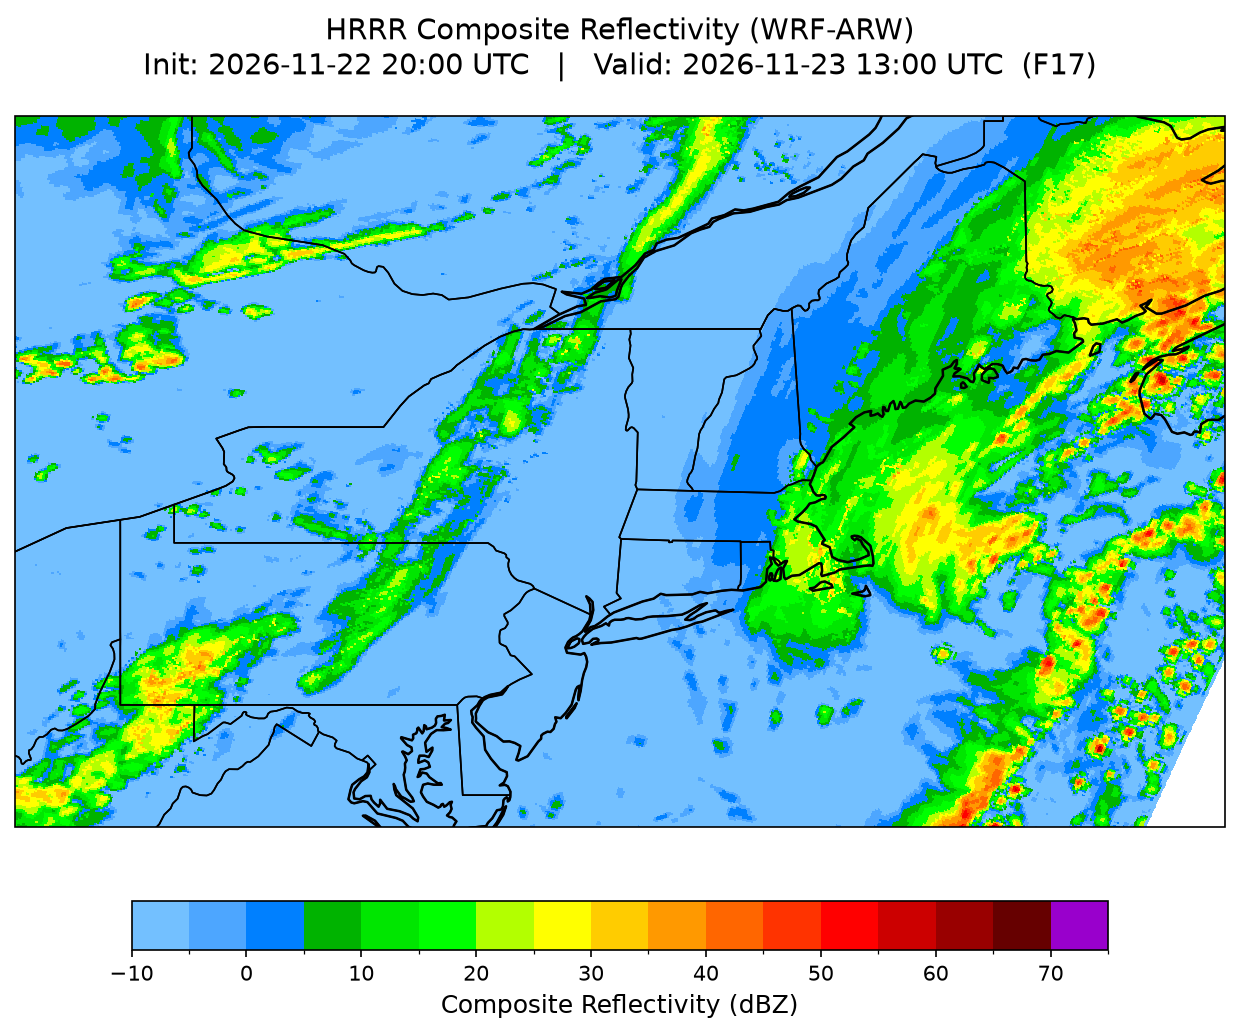 HRRR Composite Reflectivity (WRF-ARW)
Init: 2026-11-22 20:00 UTC | Valid: 2026-11-23 13:00 UTC (F17)
−10 0 10 20 30 40 50 60 70
Composite Reflectivity (dBZ)